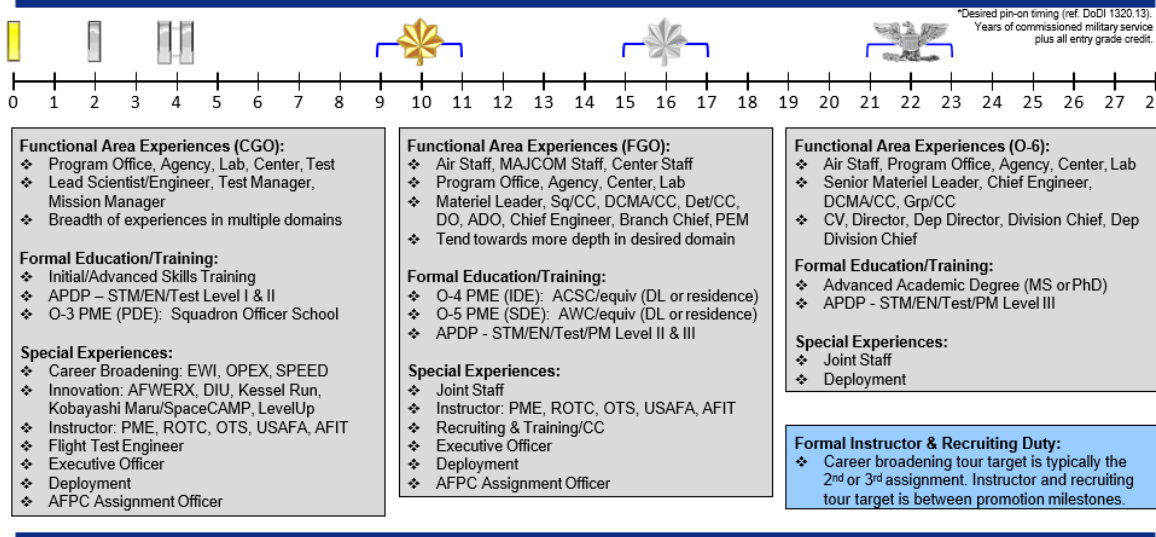 *Desired pin-on timing (ref. DoDI 1320.13).
Years of commissioned military service
plus all entry grade credit.
0 1 2 3 4 5 6 7 8 9 10 11 12 13 14 15 16 17 18 19 20 21 22 23 24 25 26 27
Functional Area Experiences (CGO):
❖ Program Office, Agency, Lab, Center, Test
❖ Lead Scientist/Engineer, Test Manager,
Mission Manager
❖ Breadth of experiences in multiple domains
Formal Education/Training:
❖ Initial/Advanced Skills Training
❖ APDP – STM/EN/Test Level I & II
❖ O-3 PME (PDE): Squadron Officer School
Special Experiences:
❖ Career Broadening: EWI, OPEX, SPEED
❖ Innovation: AFWERX, DIU, Kessel Run,
Kobayashi Maru/SpaceCAMP, LevelUp
❖ Instructor: PME, ROTC, OTS, USAFA, AFIT
❖ Flight Test Engineer
❖ Executive Officer
❖ Deployment
❖ AFPC Assignment Officer
Functional Area Experiences (FGO):
❖ Air Staff, MAJCOM Staff, Center Staff
❖ Program Office, Agency, Center, Lab
❖ Materiel Leader, Sq/CC, DCMA/CC, Det/CC,
DO, ADO, Chief Engineer, Branch Chief, PEM
❖ Tend towards more depth in desired domain
Formal Education/Training:
❖ O-4 PME (IDE): ACSC/equiv (DL or residence)
❖ O-5 PME (SDE): AWC/equiv (DL or residence)
❖ APDP - STM/EN/Test/PM Level II & III
Special Experiences:
❖ Joint Staff
❖ Instructor: PME, ROTC, OTS, USAFA, AFIT
❖ Recruiting & Training/CC
❖ Executive Officer
❖ Deployment
❖ AFPC Assignment Officer
Functional Area Experiences (O-6):
❖ Air Staff, Program Office, Agency, Center, Lab
❖ Senior Materiel Leader, Chief Engineer,
DCMA/CC, Grp/CC
❖ CV, Director, Dep Director, Division Chief, Dep
Division Chief
Formal Education/Training:
❖ Advanced Academic Degree (MS or PhD)
❖ APDP - STM/EN/Test/PM Level III
Special Experiences:
❖ Joint Staff
❖ Deployment
Formal Instructor & Recruiting Duty:
❖ Career broadening tour target is typically the
2nd or 3rd assignment. Instructor and recruiting
tour target is between promotion milestones.